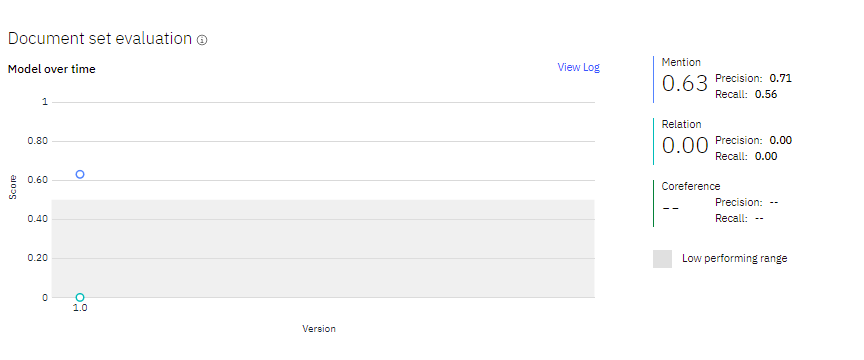 Document set evaluation
Model over time
View Log
1
0.80
0.60
0.40
0.20
0
Score
1.0
Version
Mention
0.63
Precision: 0.71
Recall: 0.56
Relation
0.00
Precision: 0.00
Recall: 0.00
Coreference
--
Precision: --
Recall: --
Low performing range